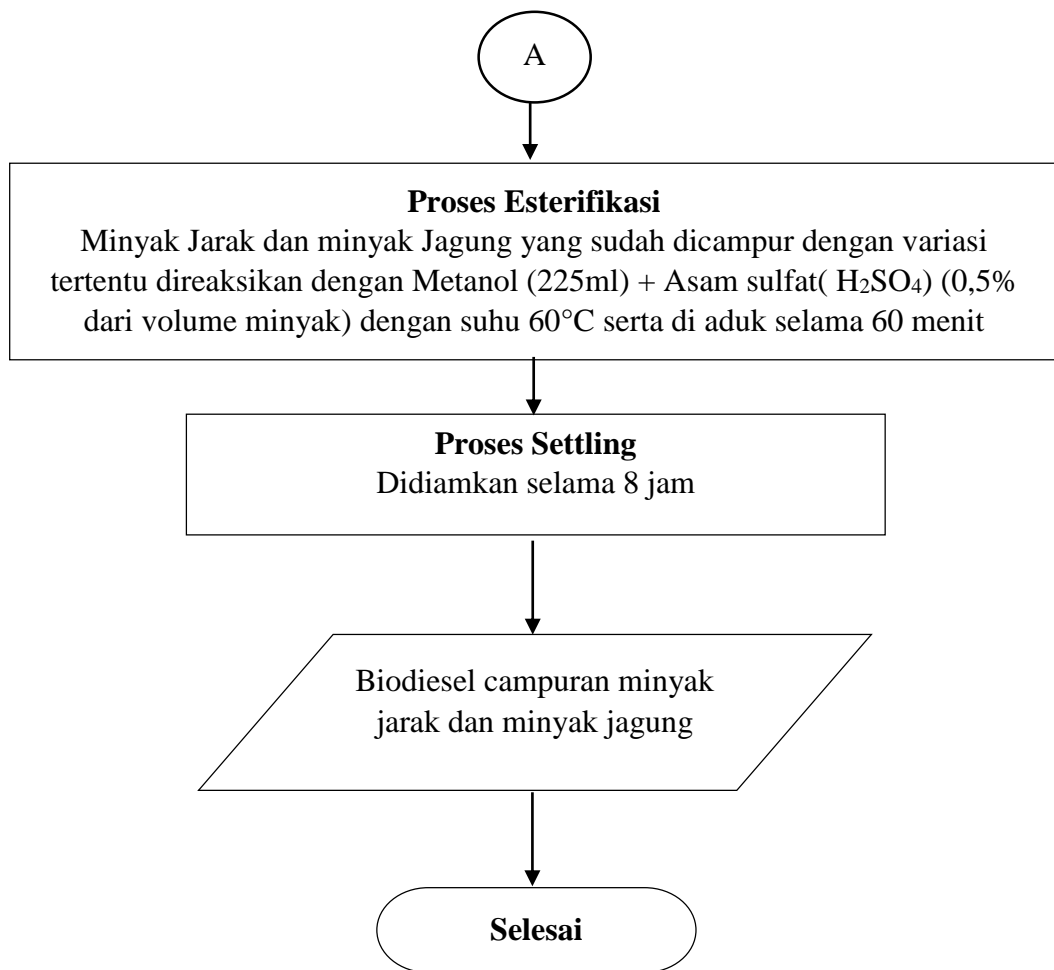 A
Proses Esterifikasi
Minyak Jarak dan minyak Jagung yang sudah dicampur dengan variasi
tertentu direaksikan dengan Metanol (225ml) + Asam sulfat( H₂SO₄) (0,5%
dari volume minyak) dengan suhu 60°C serta di aduk selama 60 menit
Proses Settling
Didiamkan selama 8 jam
Biodiesel campuran minyak
jarak dan minyak jagung
Selesai